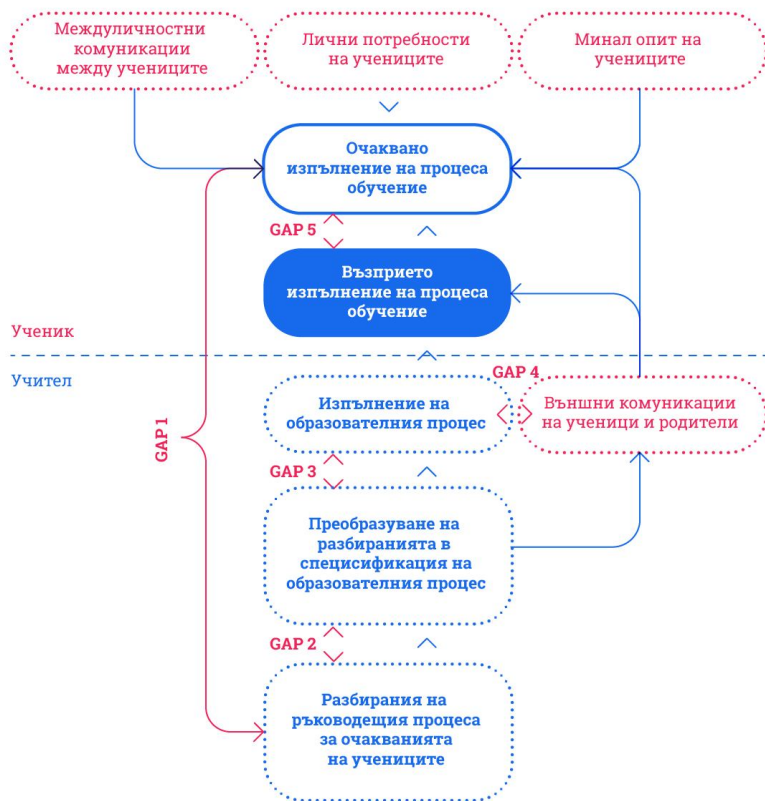 Междуличностни
комуникации
между учениците
Лични потребности
на учениците
Минал опит на
учениците
Очаквано
изпълнение на процеса
обучение
GAP 5
Възприето
изпълнение на процеса
обучение
Ученик
Учител
GAP 4
GAP 1
Изпълнение на
образователния процес
Външни комуникации
на ученици и родители
GAP 3
Преобразуване на
разбиранията в
специсификация на
образователния процес
GAP 2
Разбирания на
ръководещия процеса
за очакванията
на учениците